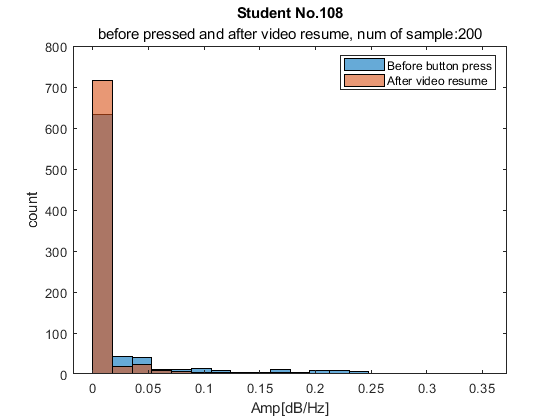 Student No.108
before pressed and after video resume, num of sample:200
800
700
600
500
400
300
200
100
0
count
Before button press
After video resume
0 0.05 0.1 0.15 0.2 0.25 0.3 0.35
Amp[dB/Hz]